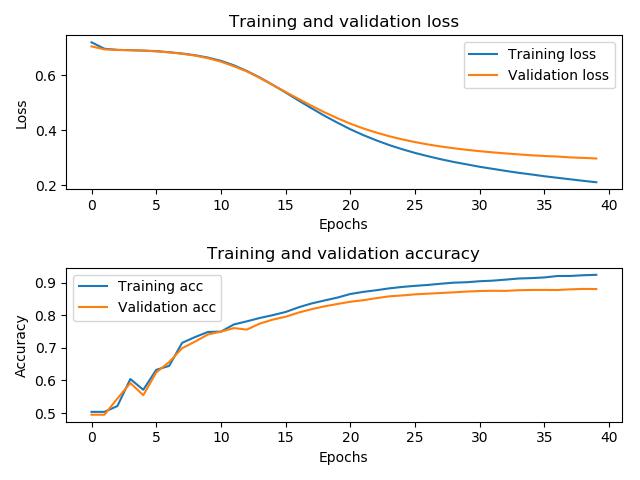 Training and validation loss
Training loss
Validation loss
0.6
0.4
0.2
Loss
0 5 10 15 20 25 30 35 40
Epochs
Training and validation accuracy
Training acc
Validation acc
0.9
0.8
0.7
0.6
0.5
Accuracy
0 5 10 15 20 25 30 35 40
Epochs